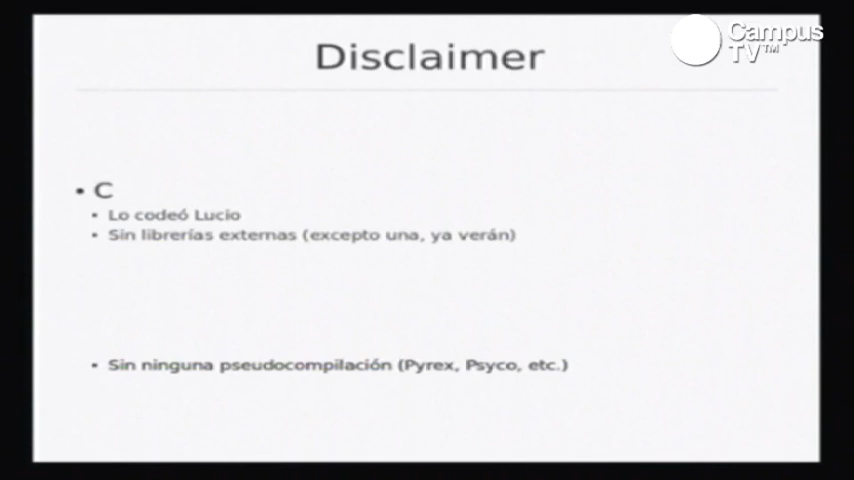 Campus
TV™
Disclaimer
• C
• Lo codeó Lucio
• Sin librerías externas (excepto una, ya verán)
• Sin ninguna pseudocompilación (Pyrex, Psyco, etc.)